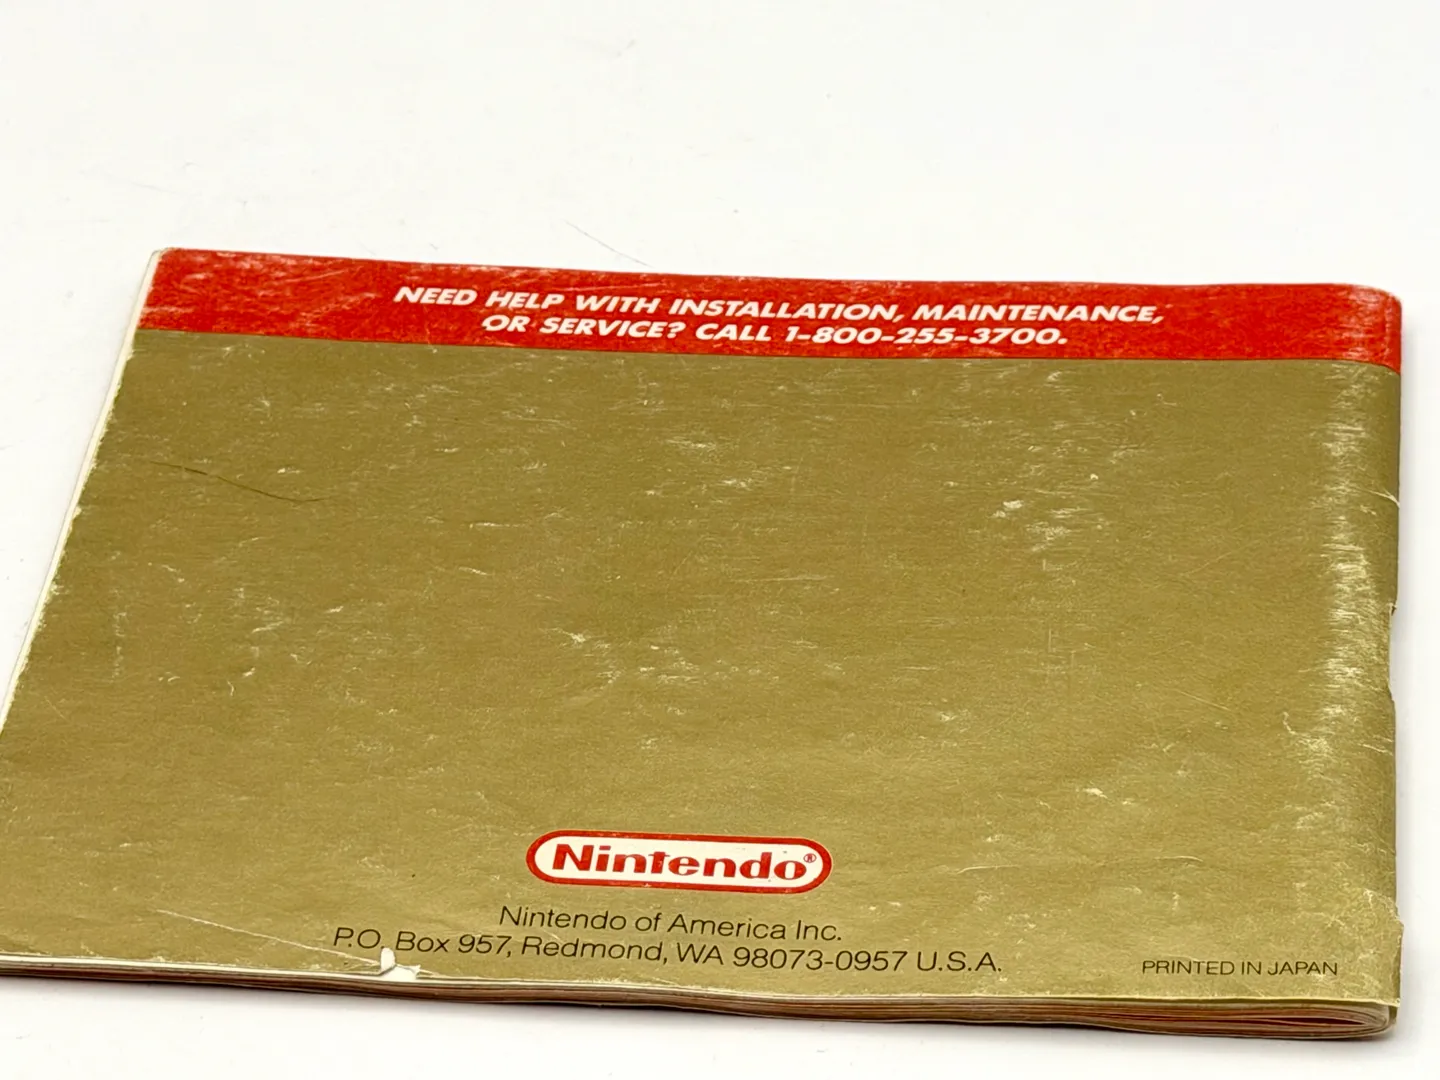 NEED HELP WITH INSTALLATION, MAINTENANCE,
OR SERVICE? CALL 1-800-255-3700.
Nintendo®
Nintendo of America Inc.
P.O. Box 957, Redmond, WA 98073-0957 U.S.A.
PRINTED IN JAPAN